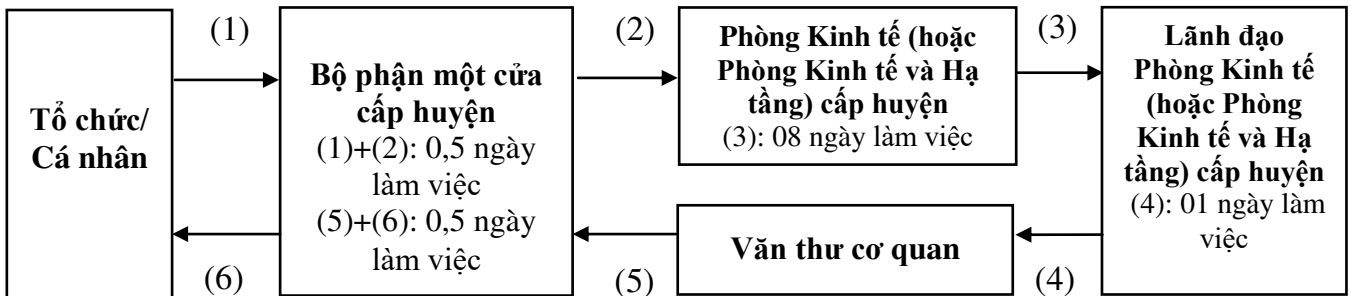 Tổ chức/
Cá nhân
(1)
Bộ phận một cửa
cấp huyện
(1)+(2): 0,5 ngày
làm việc
(5)+(6): 0,5 ngày
làm việc
(2)
Phòng Kinh tế (hoặc
Phòng Kinh tế và Hạ
tầng) cấp huyện
(3): 08 ngày làm việc
(3)
Lãnh đạo
Phòng Kinh tế
(hoặc Phòng
Kinh tế và Hạ
tầng) cấp huyện
(4): 01 ngày làm
việc
(4)
Văn thư cơ quan
(5)
(6)